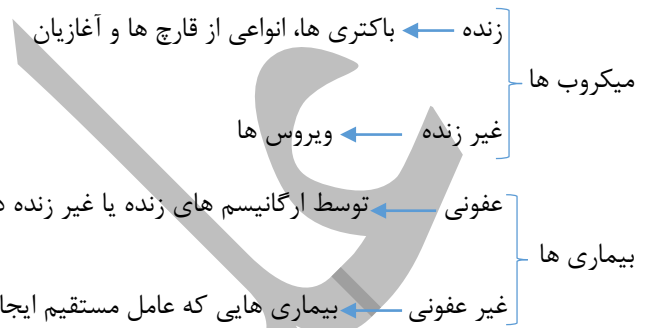 زنده باکتری ها، انواعی از قارچ ها و آغازیان
میکروب ها
غیر زنده ویروس ها
عفونی توسط ارگانیسم های زنده یا غیر زنده
بیماری ها
غیر عفونی بیماری هایی که عامل مستقیم